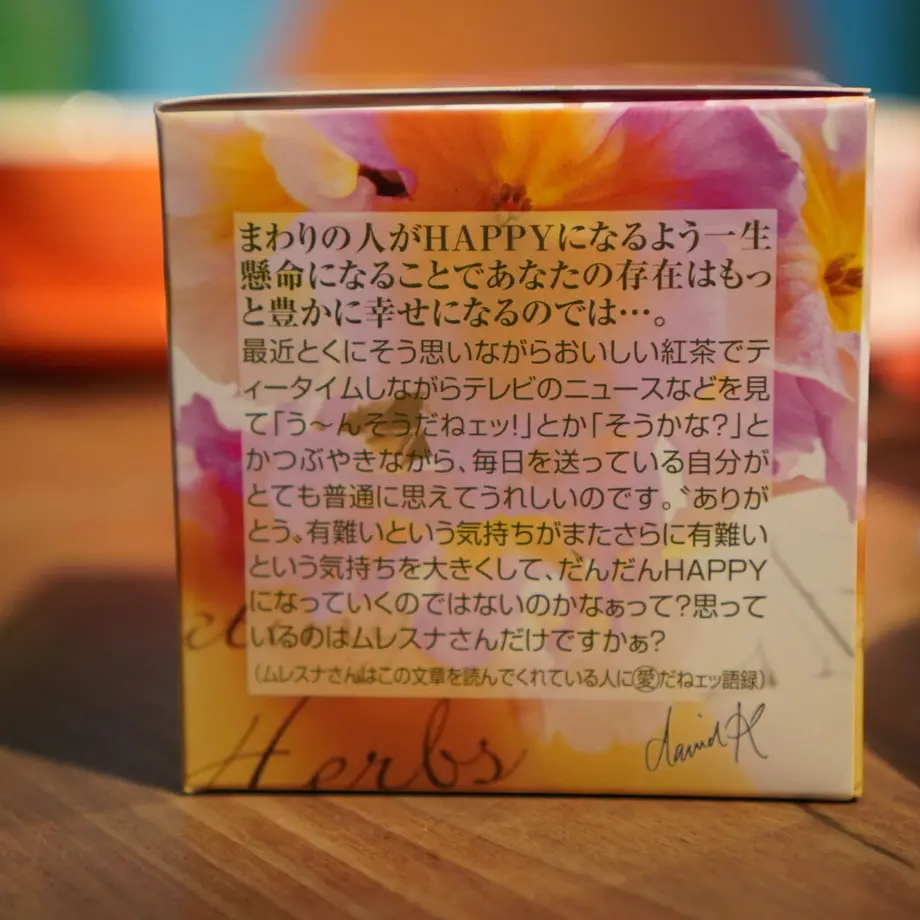 まわりの人がHAPPYになるよう一生
懸命になることであなたの存在はもっ
と豊かに幸せになるのでは…。
最近とくにそう思いながらおいしい紅茶でテ
ィータイムしながらテレビのニュースなどを見
て「う〜んそうだねェッ!」とか「そうかな?」と
かつぶやきながら、毎日を送っている自分が
とても普通に思えてうれしいのです。〝ありが
とう〟有難いという気持ちがまたさらに有難い
という気持ちを大きくして、だんだんHAPPY
になっていくのではないのかなぁって?思って
いるのはムレスナさんだけですかぁ?
(ムレスナさんはこの文章を読んでくれている人に㊝だねェッ語録)
david H
Herbs